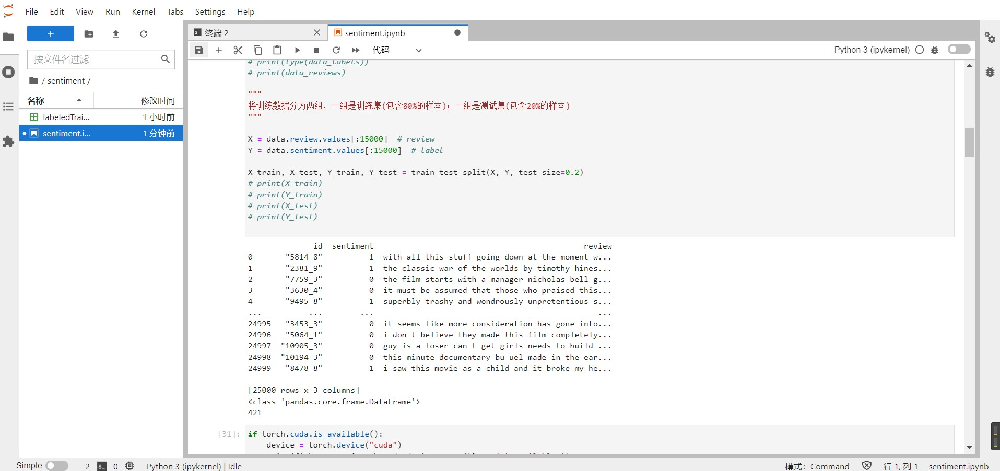 File Edit View Run Kernel Tabs Settings Help
+
按文件名过滤
/ sentiment /
名称 修改时间
labeledTrai... 1 小时前
sentiment.i... 1 分钟前
终端 2 sentiment.ipynb
代码 Python 3 (ipykernel)
# print(type(data_labels))
# print(data_reviews)
"""
将训练数据分为两组，一组是训练集(包含80%的样本)；一组是测试集(包含20%的样本)
"""
X = data.review.values[:15000]  # review
Y = data.sentiment.values[:15000]  # label
X_train, X_test, Y_train, Y_test = train_test_split(X, Y, test_size=0.2)
# print(X_train)
# print(Y_train)
# print(X_test)
# print(Y_test)
id sentiment review
0 "5814_8" 1 with all this stuff going down at the moment w...
1 "2381_9" 1 the classic war of the worlds by timothy hines...
2 "7759_3" 0 the film starts with a manager nicholas bell g...
3 "3630_4" 0 it must be assumed that those who praised this...
4 "9495_8" 1 superbly trashy and wondrously unpretentious s...
... ... ... ...
24995 "3453_3" 0 it seems like more consideration has gone into...
24996 "5064_1" 0 i don t believe they made this film completely...
24997 "10905_3" 0 guy is a loser can t get girls needs to build ...
24998 "10194_3" 0 this minute documentary bu uel made in the ear...
24999 "8478_8" 1 i saw this movie as a child and it broke my he...
[25000 rows x 3 columns]
<class 'pandas.core.frame.DataFrame'>
421
[31]: if torch.cuda.is_available():
device = torch.device("cuda")
Simple 2 0 Python 3 (ipykernel) | Idle 模式：Command 行 1, 列 1 sentiment.ipynb